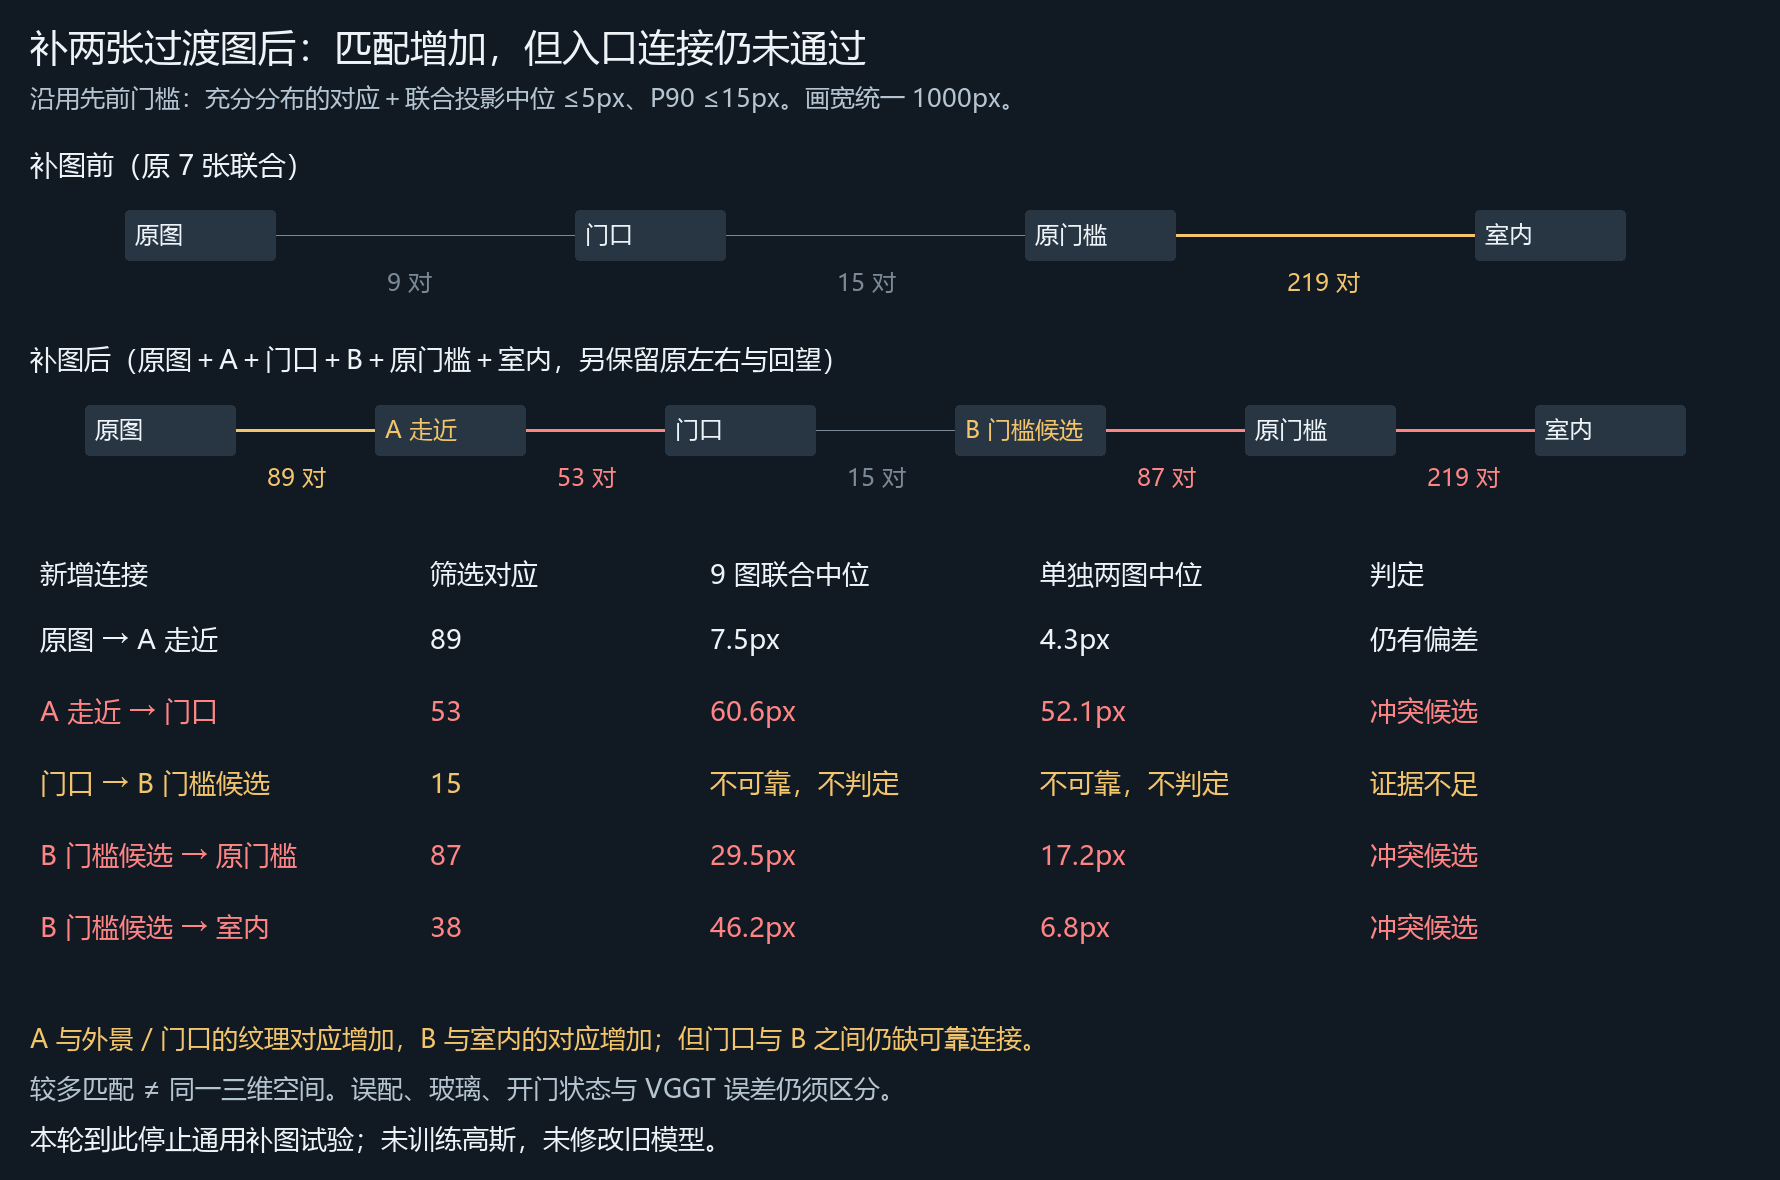 补两张过渡图后：匹配增加，但入口连接仍未通过
沿用先前门槛：充分分布的对应＋联合投影中位 ≤5px、P90 ≤15px。画宽统一 1000px。
补图前（原 7 张联合）
原图 门口 原门槛 室内
9 对 15 对 219 对
补图后（原图＋A＋门口＋B＋原门槛＋室内，另保留原左右与回望）
原图 A 走近 门口 B 门槛候选 原门槛 室内
89 对 53 对 15 对 87 对 219 对
新增连接 筛选对应 9 图联合中位 单独两图中位 判定
原图 → A 走近 89 7.5px 4.3px 仍有偏差
A 走近 → 门口 53 60.6px 52.1px 冲突候选
门口 → B 门槛候选 15 不可靠，不判定 不可靠，不判定 证据不足
B 门槛候选 → 原门槛 87 29.5px 17.2px 冲突候选
B 门槛候选 → 室内 38 46.2px 6.8px 冲突候选
A 与外景 / 门口的纹理对应增加，B 与室内的对应增加；但门口与 B 之间仍缺可靠连接。
较多匹配 ≠ 同一三维空间。误配、玻璃、开门状态与 VGGT 误差仍须区分。
本轮到此停止通用补图试验；未训练高斯，未修改旧模型。